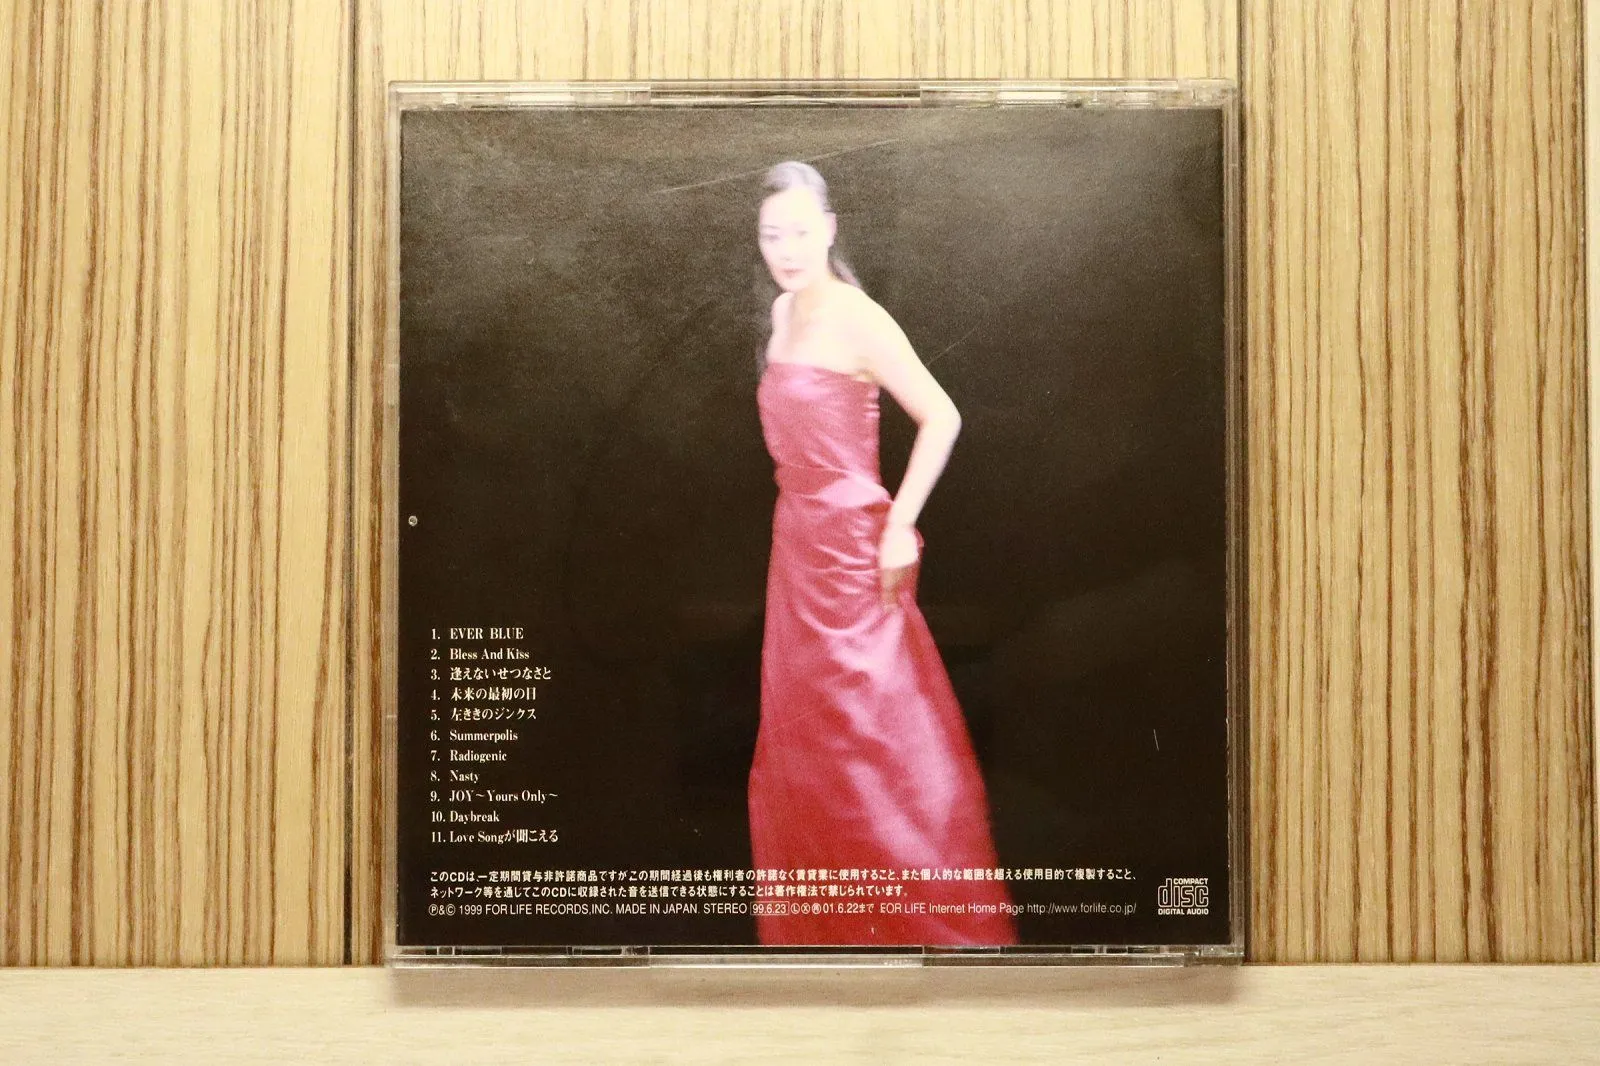 1. EVER BLUE
2. Bless And Kiss
3. 逢えないせつなさと
4. 未来の最初の日
5. 左ききのジンクス
6. Summerpolis
7. Radiogenic
8. Nasty
9. JOY～Yours Only～
10. Daybreak
11. Love Songが聞こえる
このCDは、一定期間貸与非許諾商品ですが、この期間経過後も権利者の許諾なく賃貸業に使用すること、また個人的な範囲を超える使用目的で複製すること、
ネットワーク等を通じてこのCDに収録された音を送信できる状態にすることは著作権法で禁じられています。
Ⓟ&© 1999 FOR LIFE RECORDS,INC. MADE IN JAPAN. STEREO 99.6.23 ⓁⓍ㊊01.6.22まで FOR LIFE Internet Home Page http://www.forlife.co.jp/
COMPACT
disc
DIGITAL AUDIO